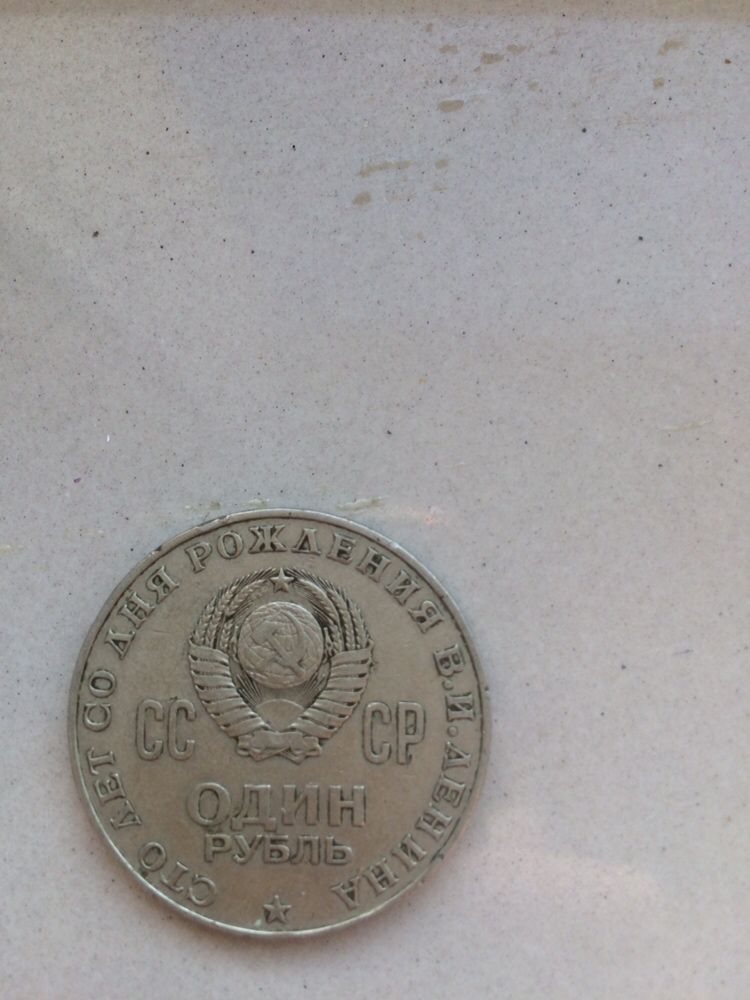 СТО ЛЕТ СО ДНЯ РОЖДЕНИЯ В.И.ЛЕНИНА
СС СР
ОДИН
РУБЛЬ